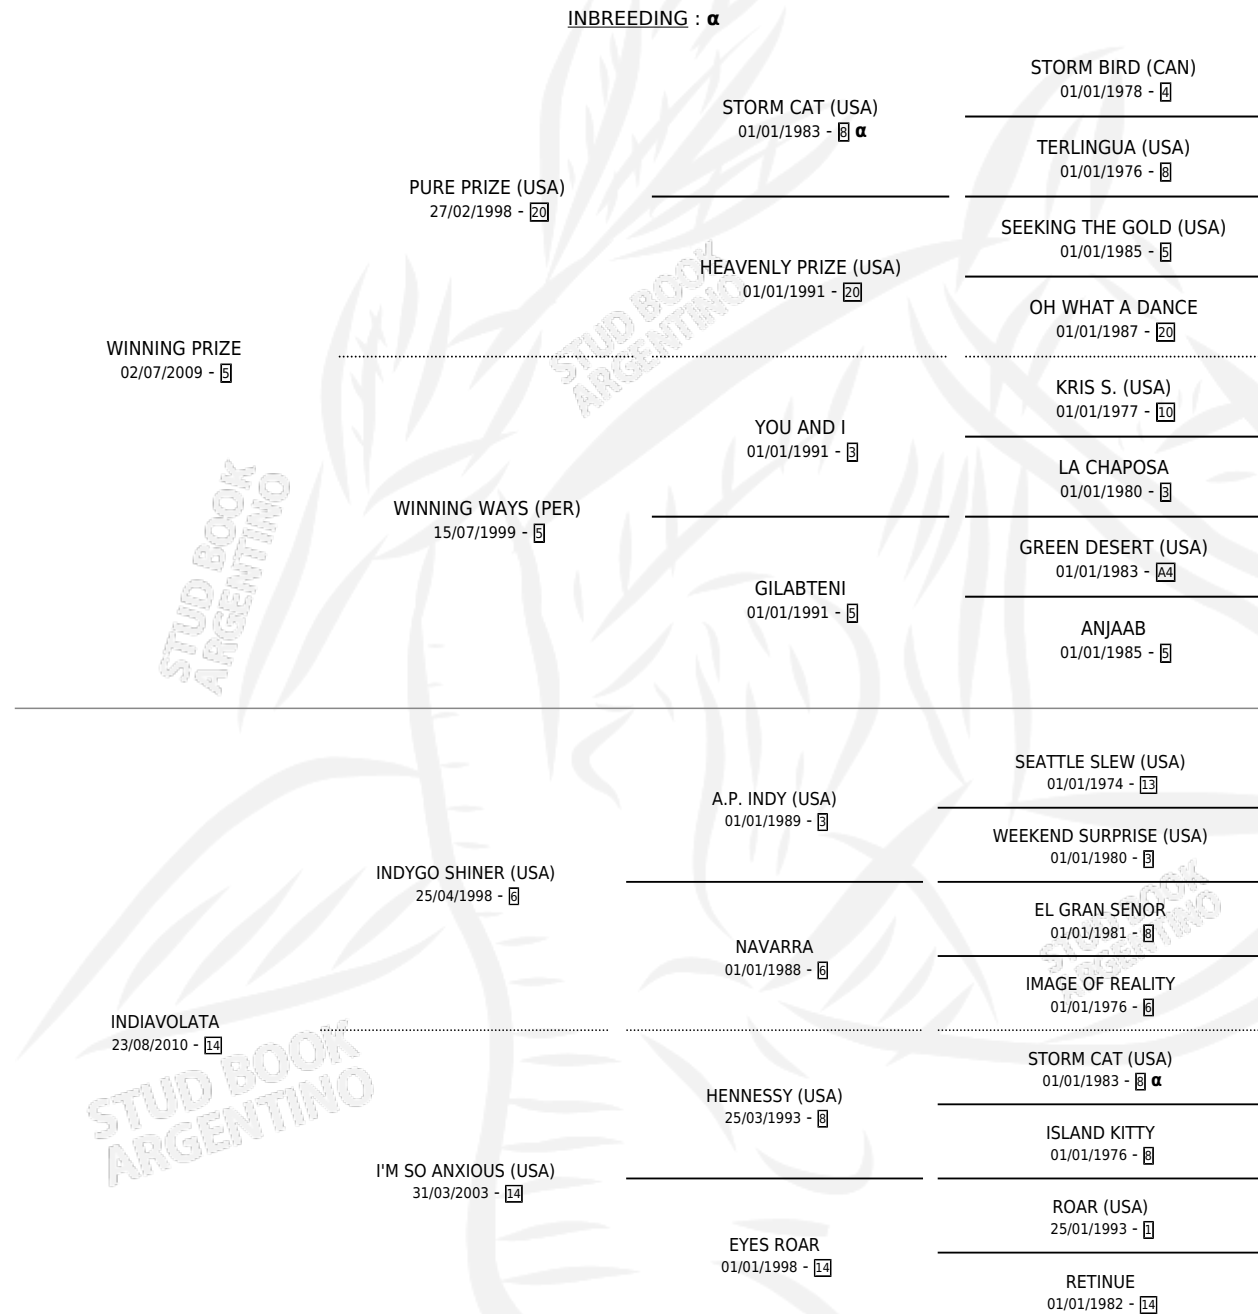 INBREEDING : α
STORM BIRD (CAN)
01/01/1978 - 4
STORM CAT (USA)
01/01/1983 - 8 α
TERLINGUA (USA)
01/01/1976 - 8
PURE PRIZE (USA)
27/02/1998 - 20
SEEKING THE GOLD (USA)
01/01/1985 - 5
HEAVENLY PRIZE (USA)
01/01/1991 - 20
OH WHAT A DANCE
01/01/1987 - 20
WINNING PRIZE
02/07/2009 - 5
KRIS S. (USA)
01/01/1977 - 10
YOU AND I
01/01/1991 - 3
LA CHAPOSA
01/01/1980 - 3
WINNING WAYS (PER)
15/07/1999 - 5
GREEN DESERT (USA)
01/01/1983 - A4
GILABTENI
01/01/1991 - 5
ANJAAB
01/01/1985 - 5
SEATTLE SLEW (USA)
01/01/1974 - 13
A.P. INDY (USA)
01/01/1989 - 3
WEEKEND SURPRISE (USA)
01/01/1980 - 3
INDYGO SHINER (USA)
25/04/1998 - 6
EL GRAN SENOR
01/01/1981 - 8
NAVARRA
01/01/1988 - 6
IMAGE OF REALITY
01/01/1976 - 6
INDIAVOLATA
23/08/2010 - 14
STORM CAT (USA)
01/01/1983 - 8 α
HENNESSY (USA)
25/03/1993 - 8
ISLAND KITTY
01/01/1976 - 8
I'M SO ANXIOUS (USA)
31/03/2003 - 14
ROAR (USA)
25/01/1993 - 1
EYES ROAR
01/01/1998 - 14
RETINUE
01/01/1982 - 14
STUD BOOK
ARGENTINO
STUD BOOK
ARGENTINO
STUD BOOK
ARGENTINO
STUD BOOK
ARGENTINO